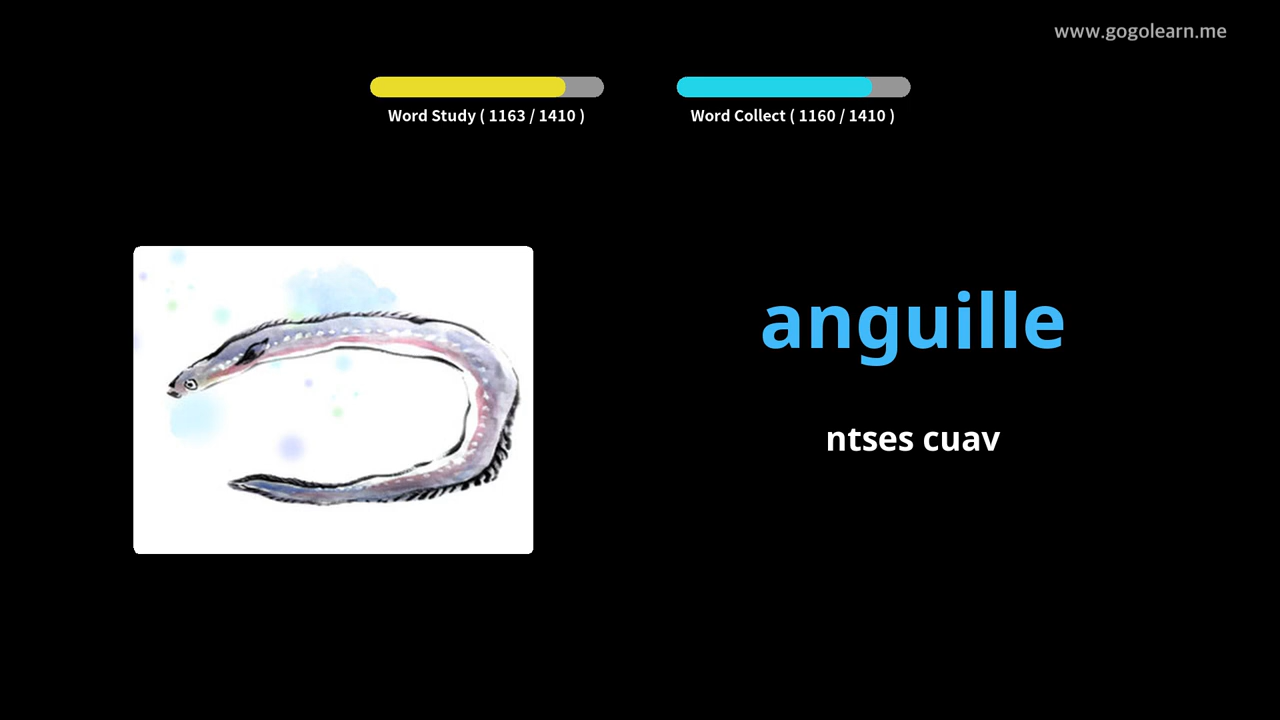 www.gogolearn.me
Word Study ( 1163 / 1410 )
Word Collect ( 1160 / 1410 )
anguille
ntses cuav